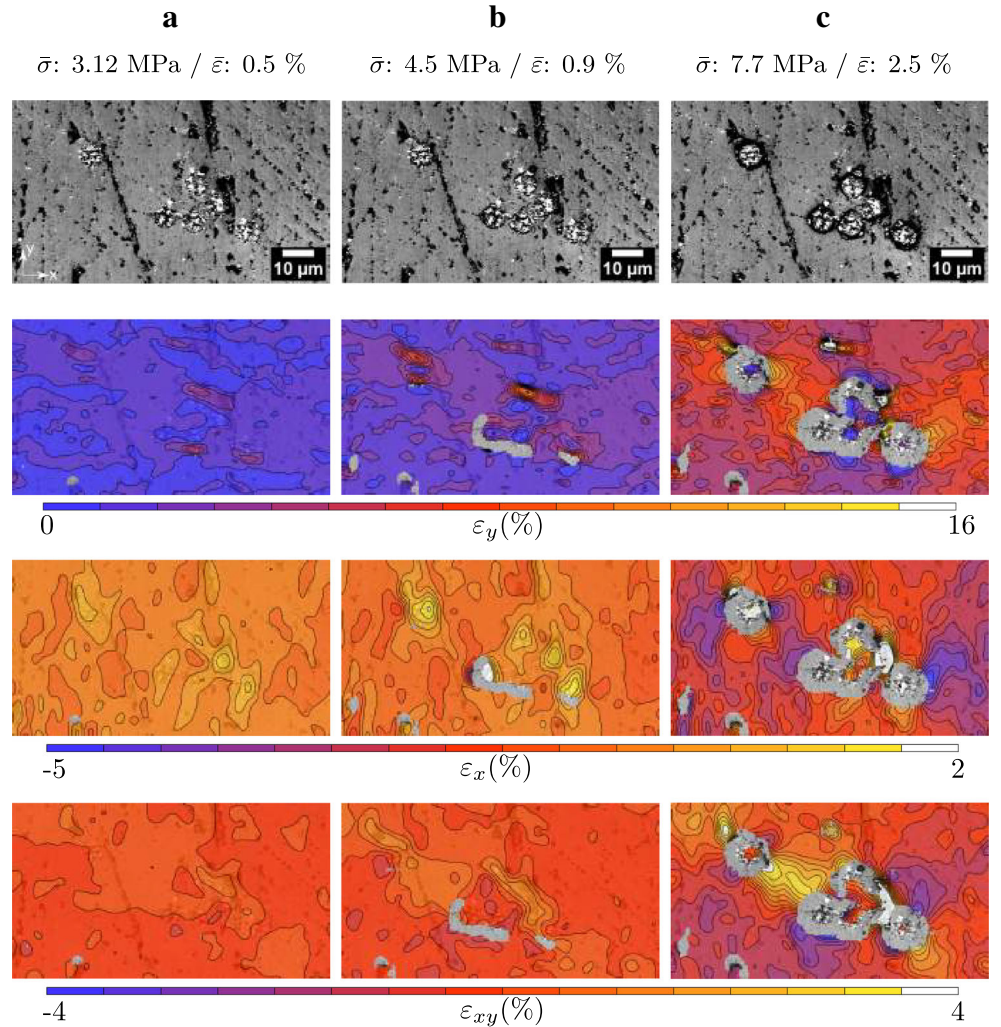 a b c
σ̄: 3.12 MPa / ε̄: 0.5 % σ̄: 4.5 MPa / ε̄: 0.9 % σ̄: 7.7 MPa / ε̄: 2.5 %
y
x 10 µm 10 µm 10 µm
0 ε_y(%) 16
-5 ε_x(%) 2
-4 ε_xy(%) 4